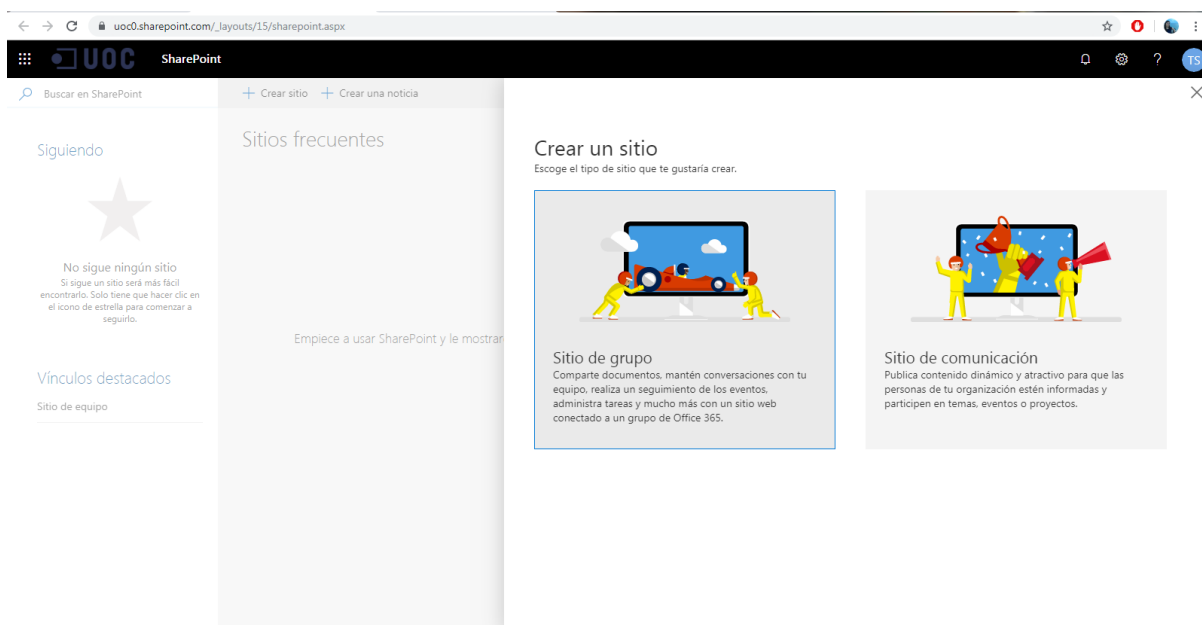 uoc0.sharepoint.com/_layouts/15/sharepoint.aspx
UOC SharePoint
TS
Buscar en SharePoint
Crear sitio Crear una noticia
Siguiendo
No sigue ningún sitio
Si sigue un sitio será más fácil
encontrarlo. Solo tiene que hacer clic en
el icono de estrella para comenzar a
seguirlo.
Vínculos destacados
Sitio de equipo
Sitios frecuentes
Empiece a usar SharePoint y le mostrar
Crear un sitio
Escoge el tipo de sitio que te gustaría crear.
Sitio de grupo
Comparte documentos, mantén conversaciones con tu
equipo, realiza un seguimiento de los eventos,
administra tareas y mucho más con un sitio web
conectado a un grupo de Office 365.
Sitio de comunicación
Publica contenido dinámico y atractivo para que las
personas de tu organización estén informadas y
participen en temas, eventos o proyectos.